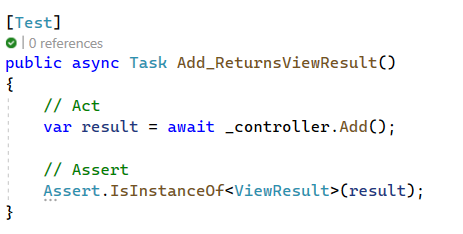 [Test]
| 0 references
public async Task Add_ReturnsViewResult()
{
    // Act
    var result = await _controller.Add();

    // Assert
    Assert.IsInstanceOf<ViewResult>(result);
}